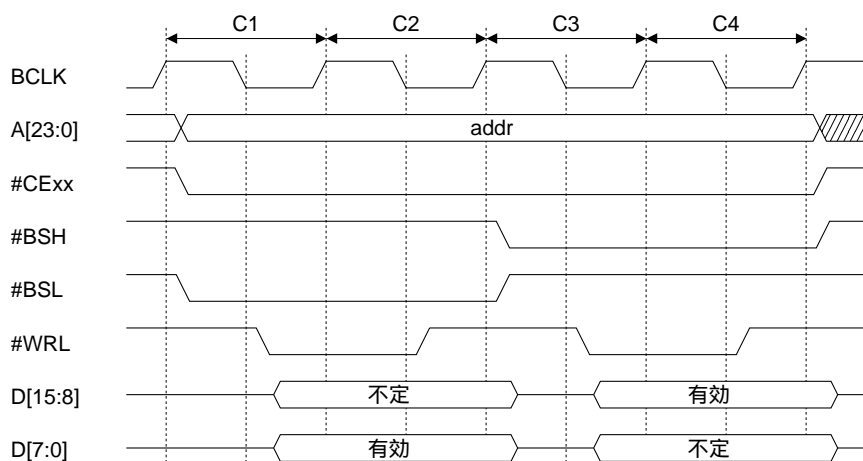 C1 C2 C3 C4
BCLK
A[23:0] addr
#CExx
#BSH
#BSL
#WRL
D[15:8] 不定 有効
D[7:0] 有効 不定